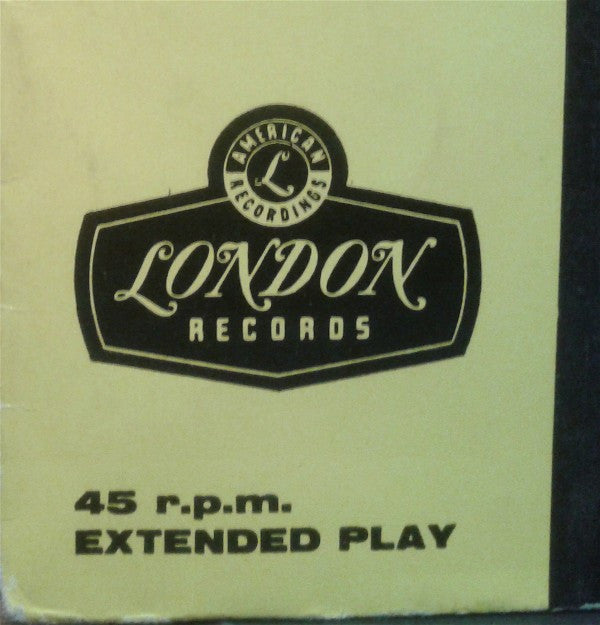 AMERICAN
L
RECORDINGS
LONDON
RECORDS
45 r.p.m.
EXTENDED PLAY